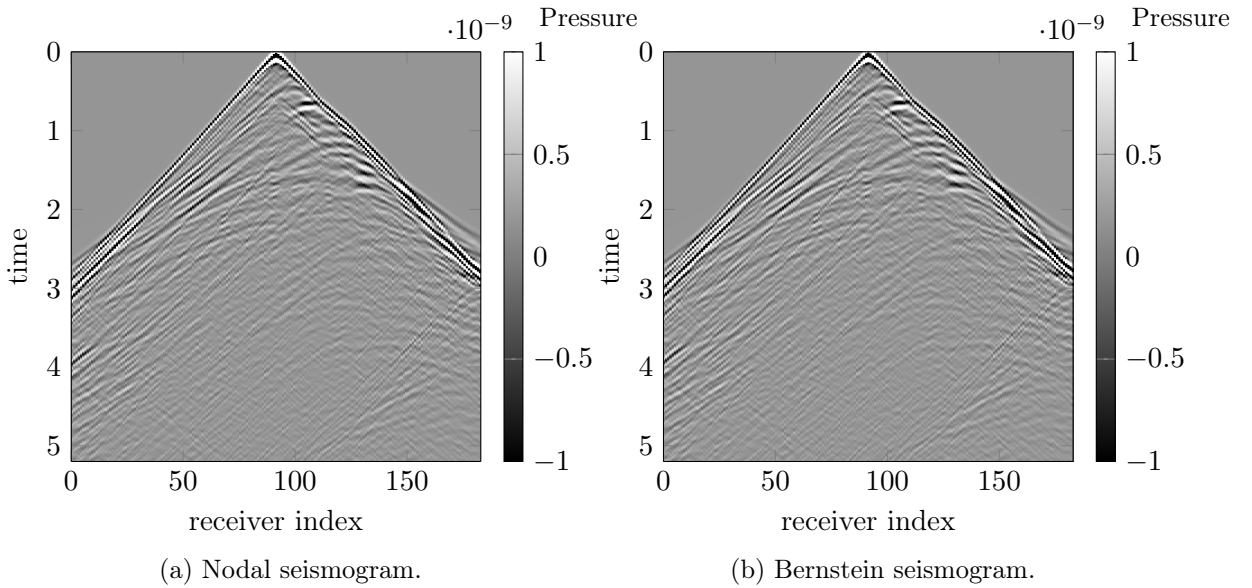 ·10⁻⁹ Pressure
0
1
2
3
4
5
time
0 50 100 150
receiver index
1
0.5
0
−0.5
−1
(a) Nodal seismogram.
·10⁻⁹ Pressure
0
1
2
3
4
5
time
0 50 100 150
receiver index
1
0.5
0
−0.5
−1
(b) Bernstein seismogram.